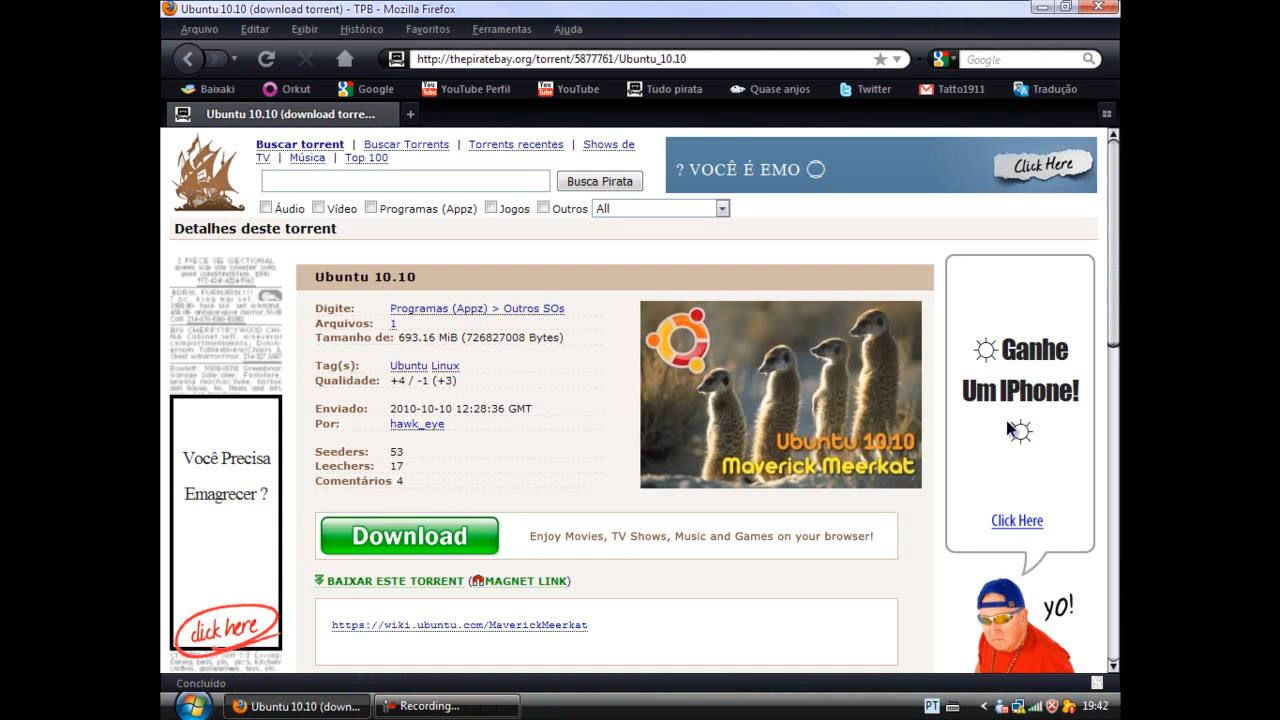 Ubuntu 10.10 (download torrent) - TPB - Mozilla Firefox
Arquivo Editar Exibir Histórico Favoritos Ferramentas Ajuda
http://thepiratebay.org/torrent/5877761/Ubuntu_10.10 Google
Baixaki Orkut Google YouTube Perfil YouTube Tudo pirata Quase anjos Twitter Tatto1911 Tradução
Ubuntu 10.10 (download torre...
Buscar torrent | Buscar Torrents | Torrents recentes | Shows de
TV | Música | Top 100
Busca Pirata
Áudio Vídeo Programas (Appz) Jogos Outros All
? VOCÊ É EMO
Click Here
Detalhes deste torrent
Você Precisa
Emagrecer ?
click here
Ubuntu 10.10
Digite: Programas (Appz) > Outros SOs
Arquivos: 1
Tamanho de: 693.16 MiB (726827008 Bytes)
Tag(s): Ubuntu Linux
Qualidade: +4 / -1 (+3)
Enviado: 2010-10-10 12:28:36 GMT
Por: hawk_eye
Seeders: 53
Leechers: 17
Comentários 4
Ubuntu 10.10
Maverick Meerkat
Download Enjoy Movies, TV Shows, Music and Games on your browser!
BAIXAR ESTE TORRENT (MAGNET LINK)
https://wiki.ubuntu.com/MaverickMeerkat
Ganhe
Um IPhone!
Click Here
YO!
Concluído
Ubuntu 10.10 (down... Recording... PT 19:42